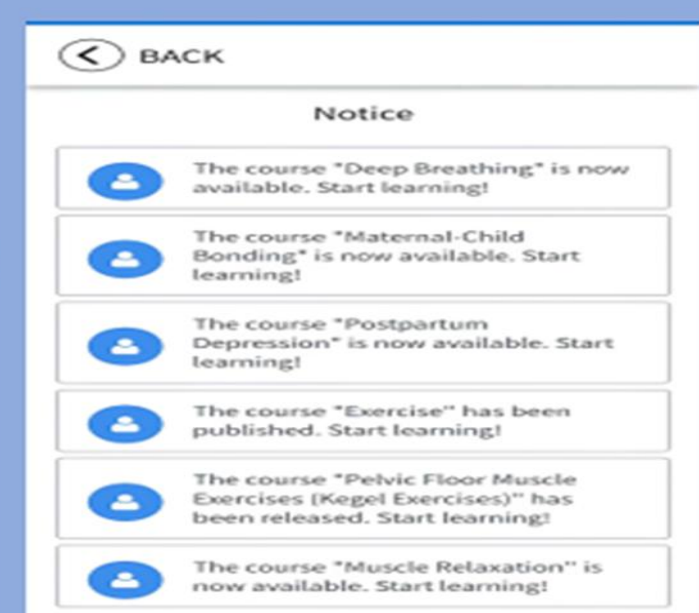 BACK
Notice
The course "Deep Breathing" is now
available. Start learning!
The course "Maternal-Child
Bonding" is now available. Start
learning!
The course "Postpartum
Depression" is now available. Start
learning!
The course "Exercise" has been
published. Start learning!
The course "Pelvic Floor Muscle
Exercises (Kegel Exercises)" has
been released. Start learning!
The course "Muscle Relaxation" is
now available. Start learning!